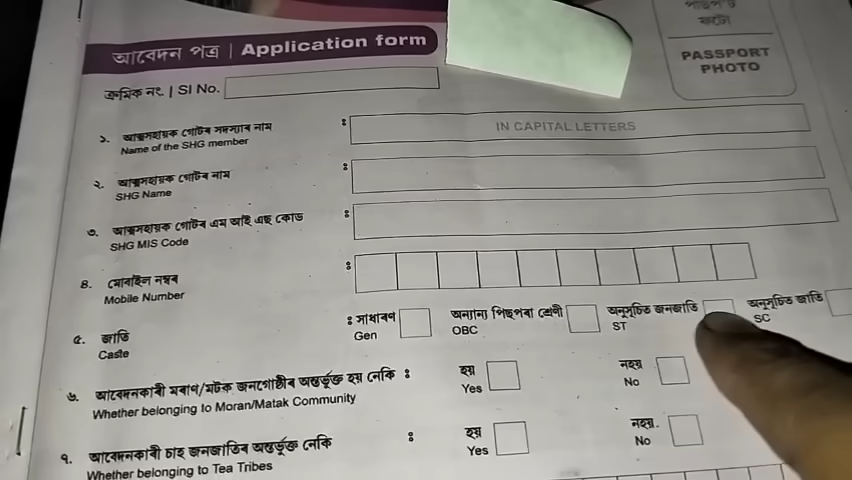 ফটো
PASSPORT
PHOTO
আবেদন পত্ৰ | Application form
ক্ৰমিক নং. | SI No.
১. আত্মসহায়ক গোটৰ সদস্যাৰ নাম :
Name of the SHG member
IN CAPITAL LETTERS
২. আত্মসহায়ক গোটৰ নাম :
SHG Name
৩. আত্মসহায়ক গোটৰ এম আই এছ কোড :
SHG MIS Code
৪. মোবাইল নম্বৰ :
Mobile Number
৫. জাতি : সাধাৰণ অন্যান্য পিছপৰা শ্ৰেণী অনুসূচিত জনজাতি অনুসূচিত জাতি
Caste Gen OBC ST SC
৬. আবেদনকাৰী মৰাণ/মটক জনগোষ্ঠীৰ অন্তৰ্ভুক্ত হয় নেকি : হয় নহয়
Whether belonging to Moran/Matak Community Yes No
৭. আবেদনকাৰী চাহ জনজাতিৰ অন্তৰ্ভুক্ত নেকি : হয় নহয়.
Whether belonging to Tea Tribes Yes No